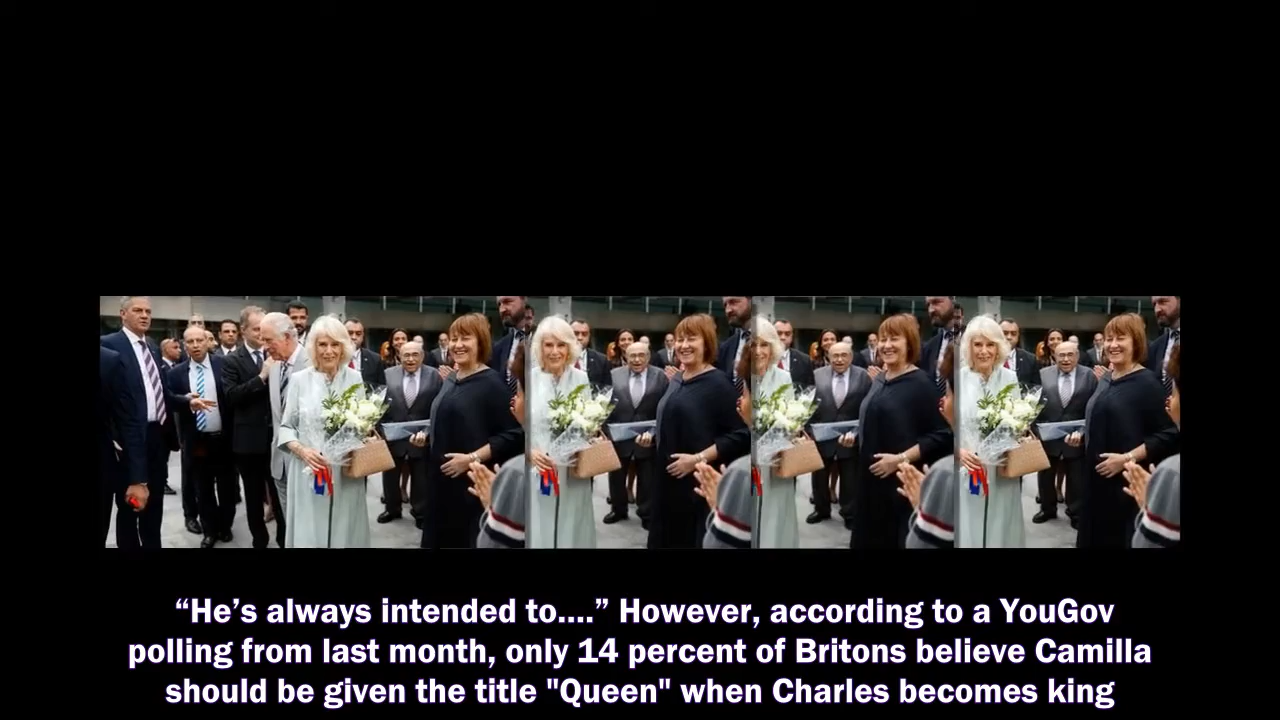 “He’s always intended to....” However, according to a YouGov
polling from last month, only 14 percent of Britons believe Camilla
should be given the title "Queen" when Charles becomes king